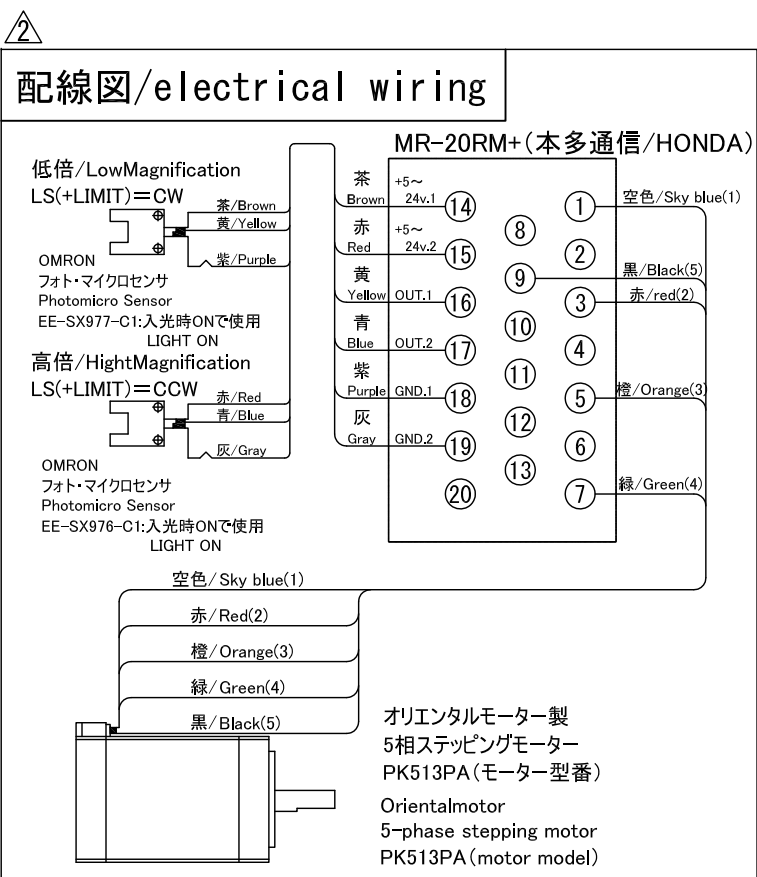 2
配線図/electrical wiring
MR-20RM+(本多通信/HONDA)
低倍/LowMagnification
LS(+LIMIT)=CW
茶/Brown
黄/Yellow
紫/Purple
OMRON
フォト・マイクロセンサ
Photomicro Sensor
EE-SX977-C1:入光時ONで使用
LIGHT ON
高倍/HightMagnification
LS(+LIMIT)=CCW
赤/Red
青/Blue
灰/Gray
OMRON
フォト・マイクロセンサ
Photomicro Sensor
EE-SX976-C1:入光時ONで使用
LIGHT ON
茶
Brown
+5~
24v.1
14
赤
Red
+5~
24v.2
15
黄
Yellow
OUT.1
16
青
Blue
OUT.2
17
紫
Purple
GND.1
18
灰
Gray
GND.2
19
20
8
9
10
11
12
13
1
2
3
4
5
6
7
空色/Sky blue(1)
黒/Black(5)
赤/red(2)
橙/Orange(3)
緑/Green(4)
空色/Sky blue(1)
赤/Red(2)
橙/Orange(3)
緑/Green(4)
黒/Black(5)
オリエンタルモーター製
5相ステッピングモーター
PK513PA(モーター型番)
Orientalmotor
5-phase stepping motor
PK513PA(motor model)